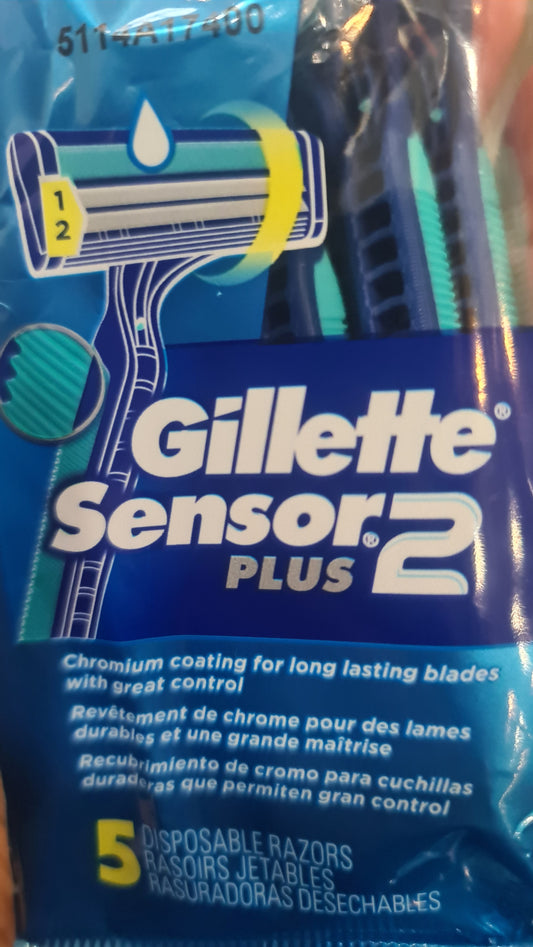 5114A17400
1
2
Gillette®
Sensor®2
PLUS
Chromium coating for long lasting blades
with great control
Revêtement de chrome pour des lames
durables et une grande maîtrise
Recubrimiento de cromo para cuchillas
duraderas que permiten gran control
5 DISPOSABLE RAZORS
RASOIRS JETABLES
RASURADORAS DESECHABLES